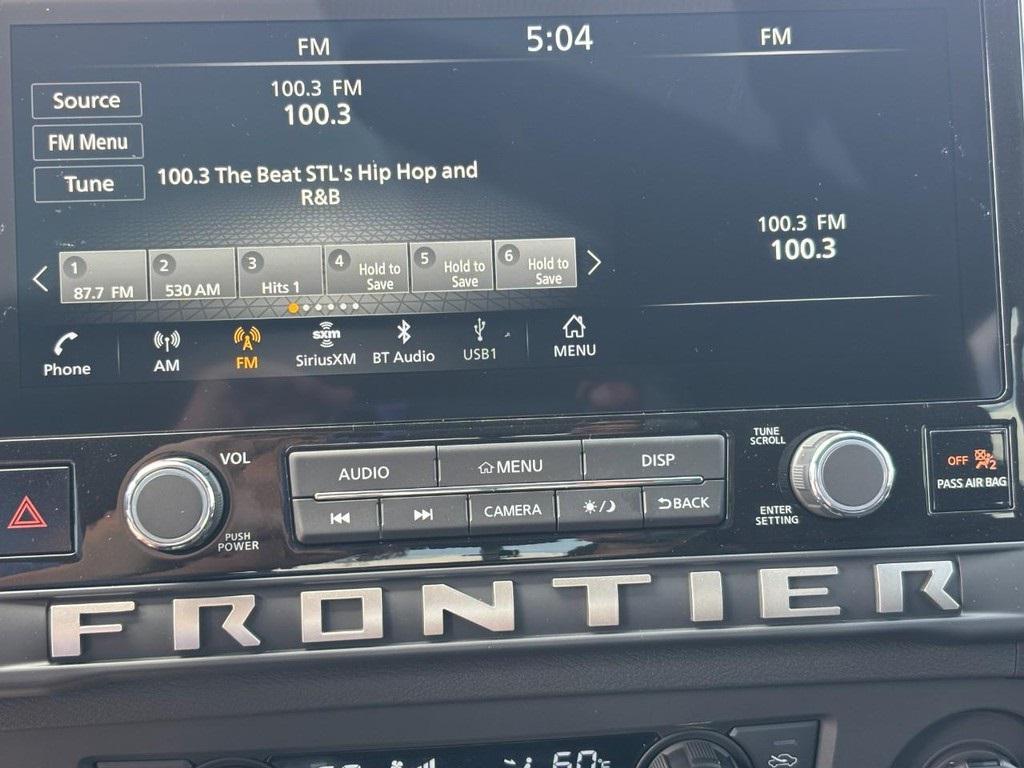 FM 5:04 FM
Source
100.3 FM
100.3
FM Menu
Tune
100.3 The Beat STL's Hip Hop and
R&B
100.3 FM
100.3
1 87.7 FM
2 530 AM
3 Hits 1
4 Hold to
Save
5 Hold to
Save
6 Hold to
Save
Phone
AM
FM
sxm
SiriusXM
BT Audio
USB1
MENU
VOL
PUSH
POWER
AUDIO
MENU
DISP
CAMERA
BACK
TUNE
SCROLL
ENTER
SETTING
OFF 2
PASS AIR BAG
FRONTIER
60°F